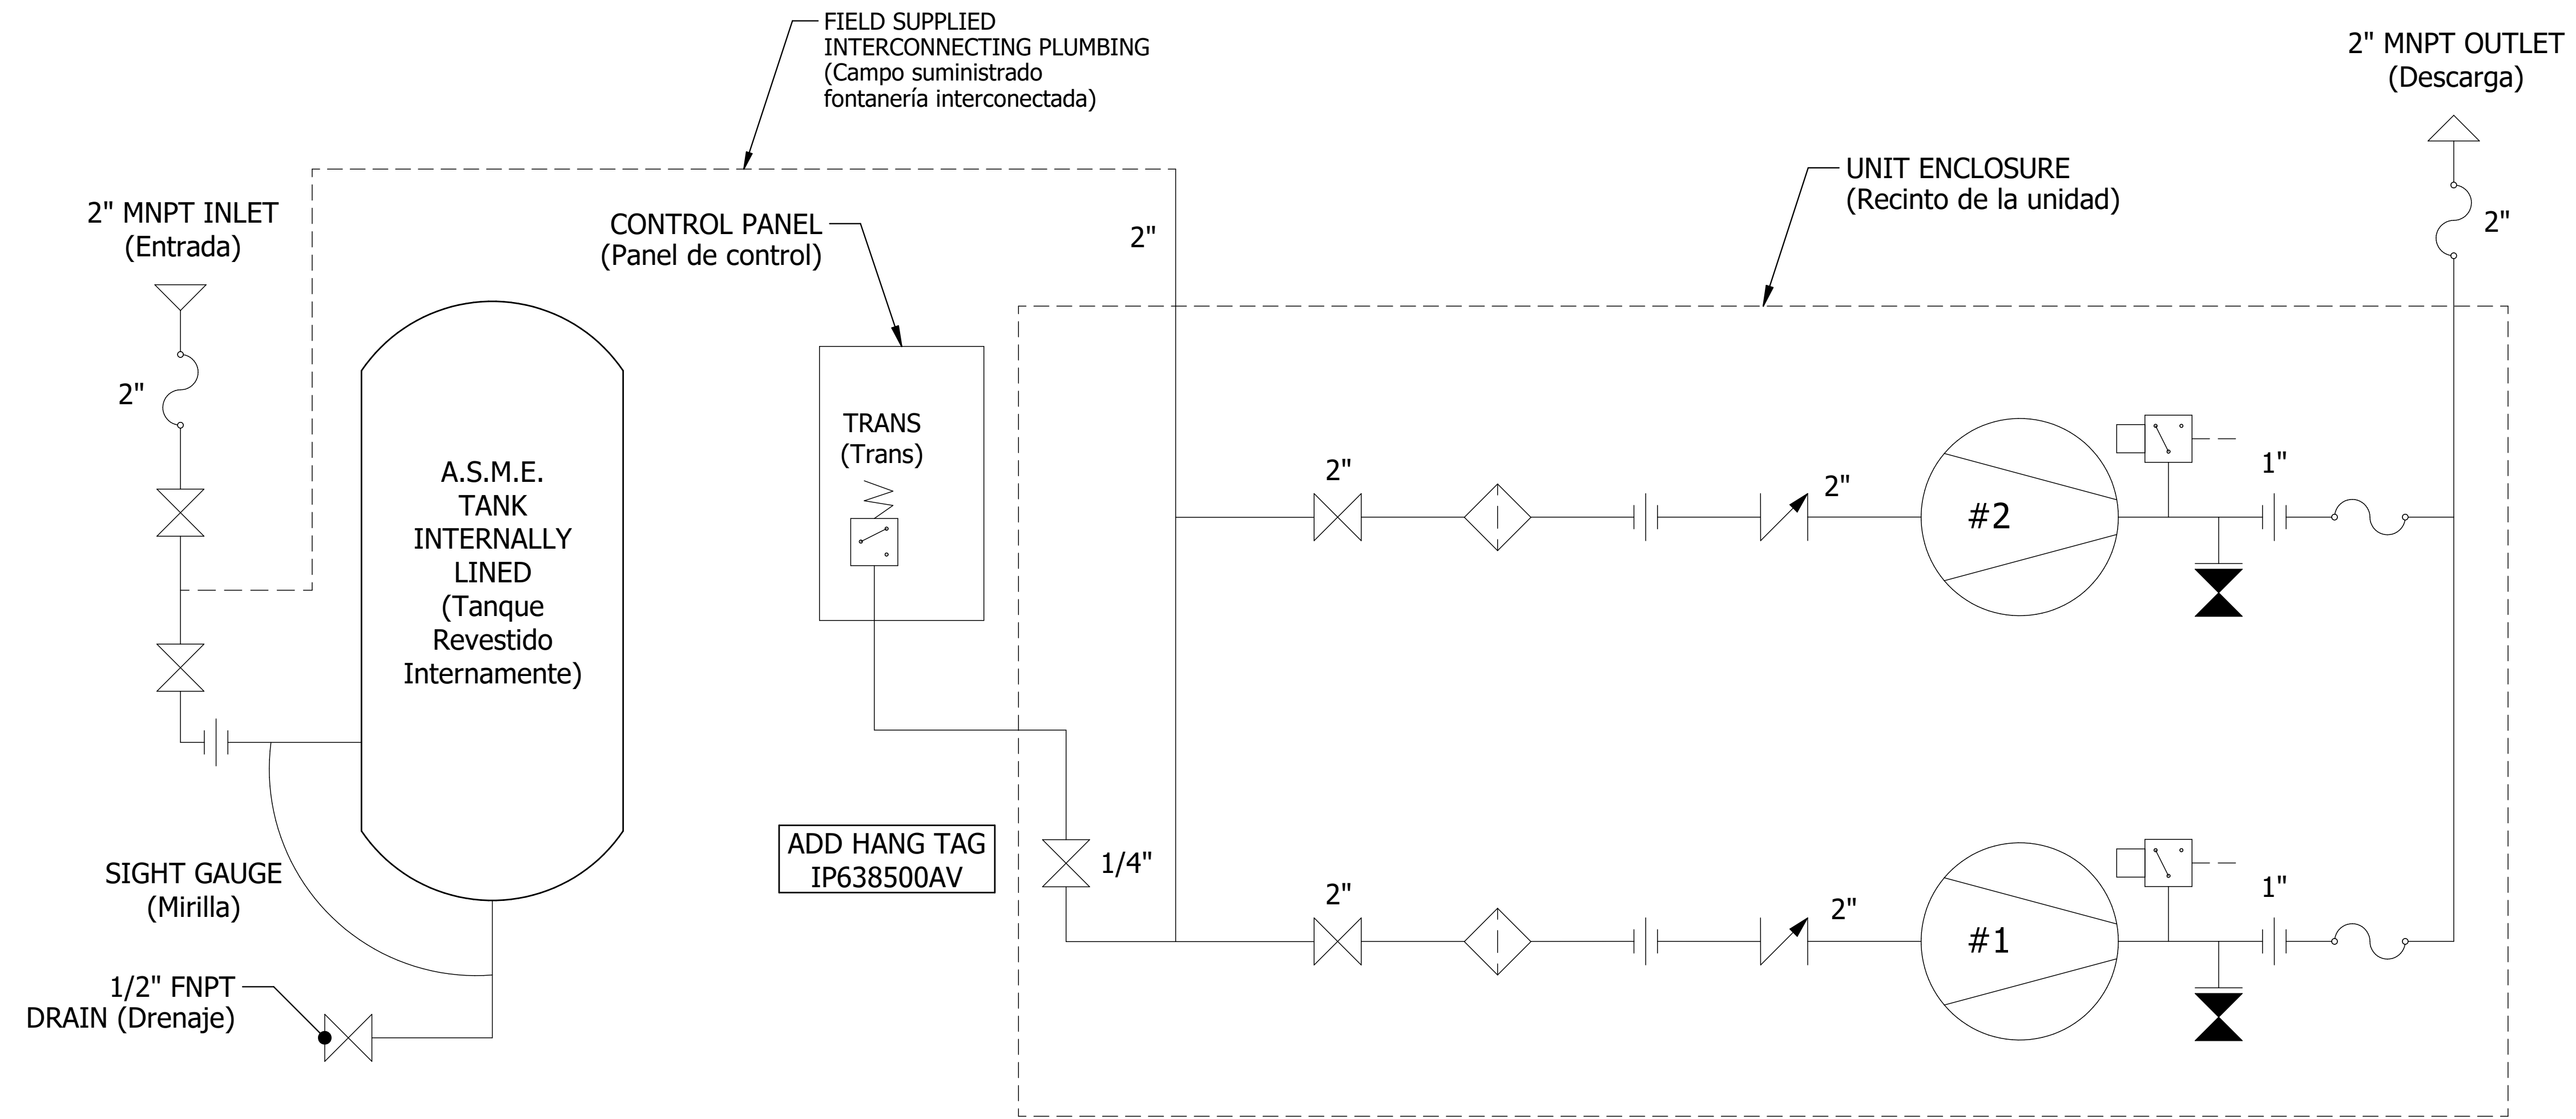 FIELD SUPPLIED
INTERCONNECTING PLUMBING
(Campo suministrado
fontanería interconectada)
2" MNPT OUTLET
(Descarga)
UNIT ENCLOSURE
(Recinto de la unidad)
2" MNPT INLET
(Entrada)
CONTROL PANEL
(Panel de control)
2"
2"
2"
TRANS
(Trans)
A.S.M.E.
TANK
INTERNALLY
LINED
(Tanque
Revestido
Internamente)
2"
2"
#2
1"
ADD HANG TAG
IP638500AV
1/4"
SIGHT GAUGE
(Mirilla)
2"
2"
#1
1"
1/2" FNPT
DRAIN (Drenaje)